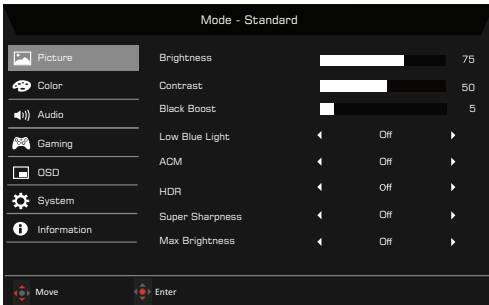 Mode - Standard
Picture
Brightness 75
Color
Contrast 50
Audio
Black Boost 5
Gaming
Low Blue Light Off
OSD
ACM Off
System
HDR Off
Information
Super Sharpness Off
Max Brightness Off
Move Enter